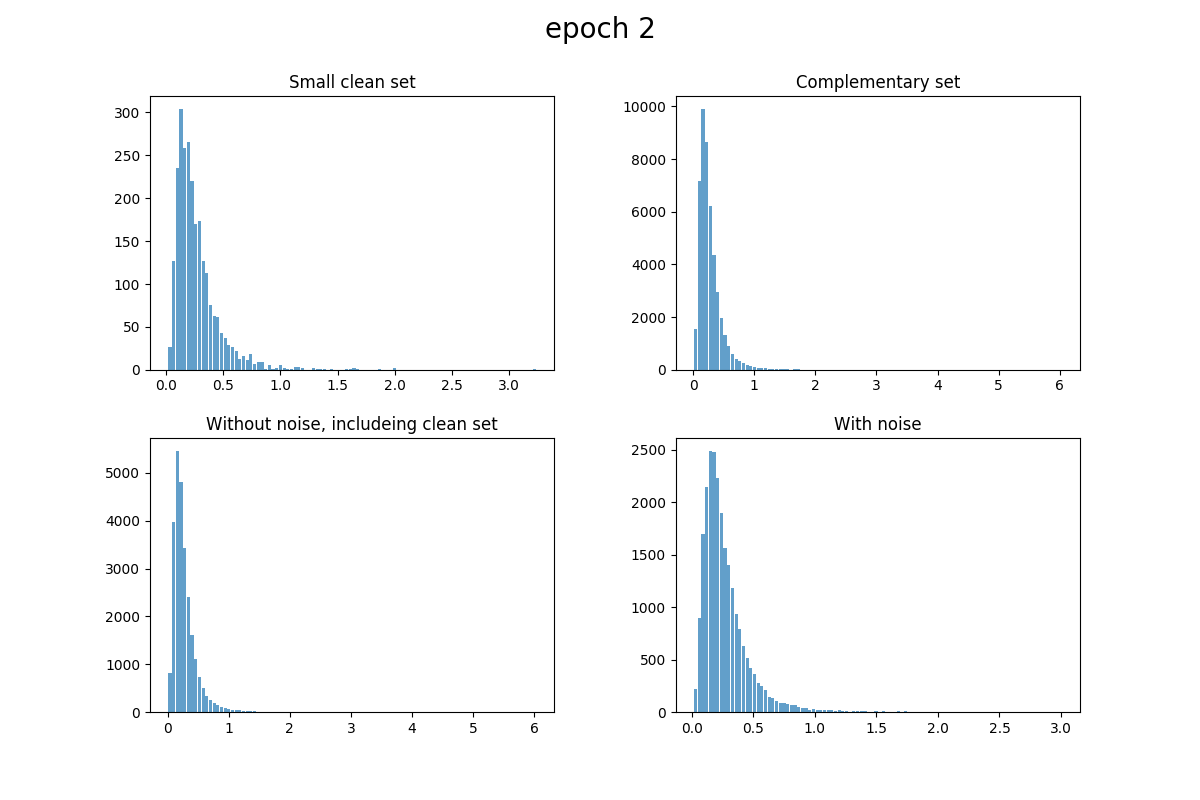 epoch 2
Small clean set
300
250
200
150
100
50
0
0.0 0.5 1.0 1.5 2.0 2.5 3.0
Complementary set
10000
8000
6000
4000
2000
0
0 1 2 3 4 5 6
Without noise, includeing clean set
5000
4000
3000
2000
1000
0
0 1 2 3 4 5 6
With noise
2500
2000
1500
1000
500
0
0.0 0.5 1.0 1.5 2.0 2.5 3.0